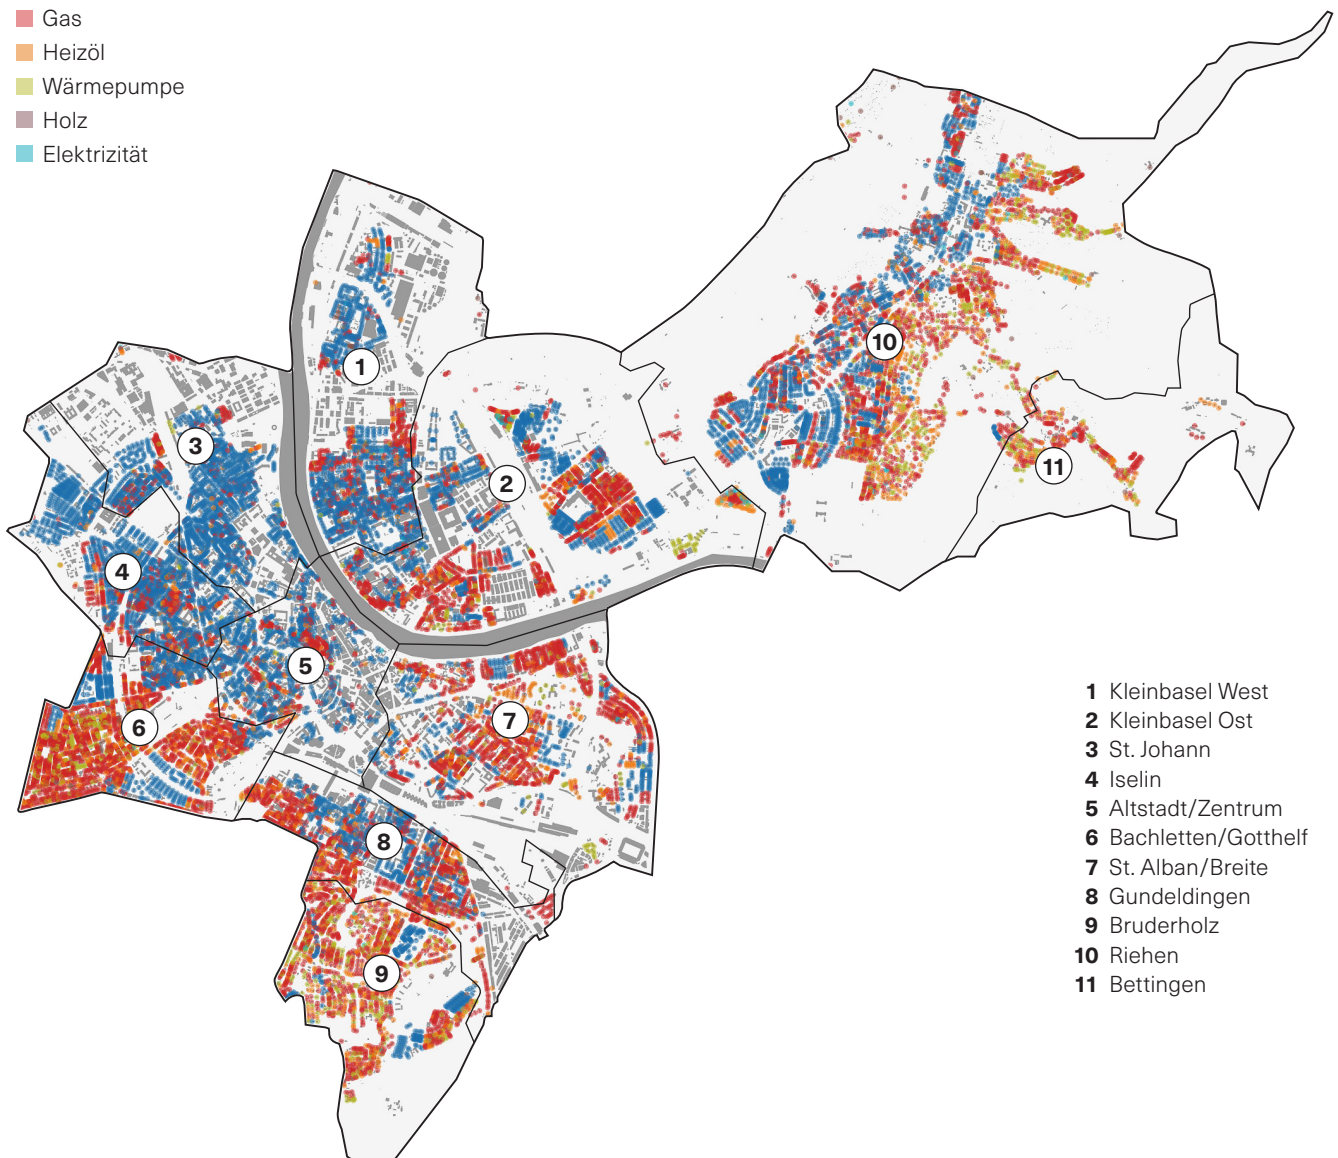 Gas
Heizöl
Wärmepumpe
Holz
Elektrizität
1
2
3
4
5
6
7
8
9
10
11
1 Kleinbasel West
2 Kleinbasel Ost
3 St. Johann
4 Iselin
5 Altstadt/Zentrum
6 Bachletten/Gotthelf
7 St. Alban/Breite
8 Gundeldingen
9 Bruderholz
10 Riehen
11 Bettingen